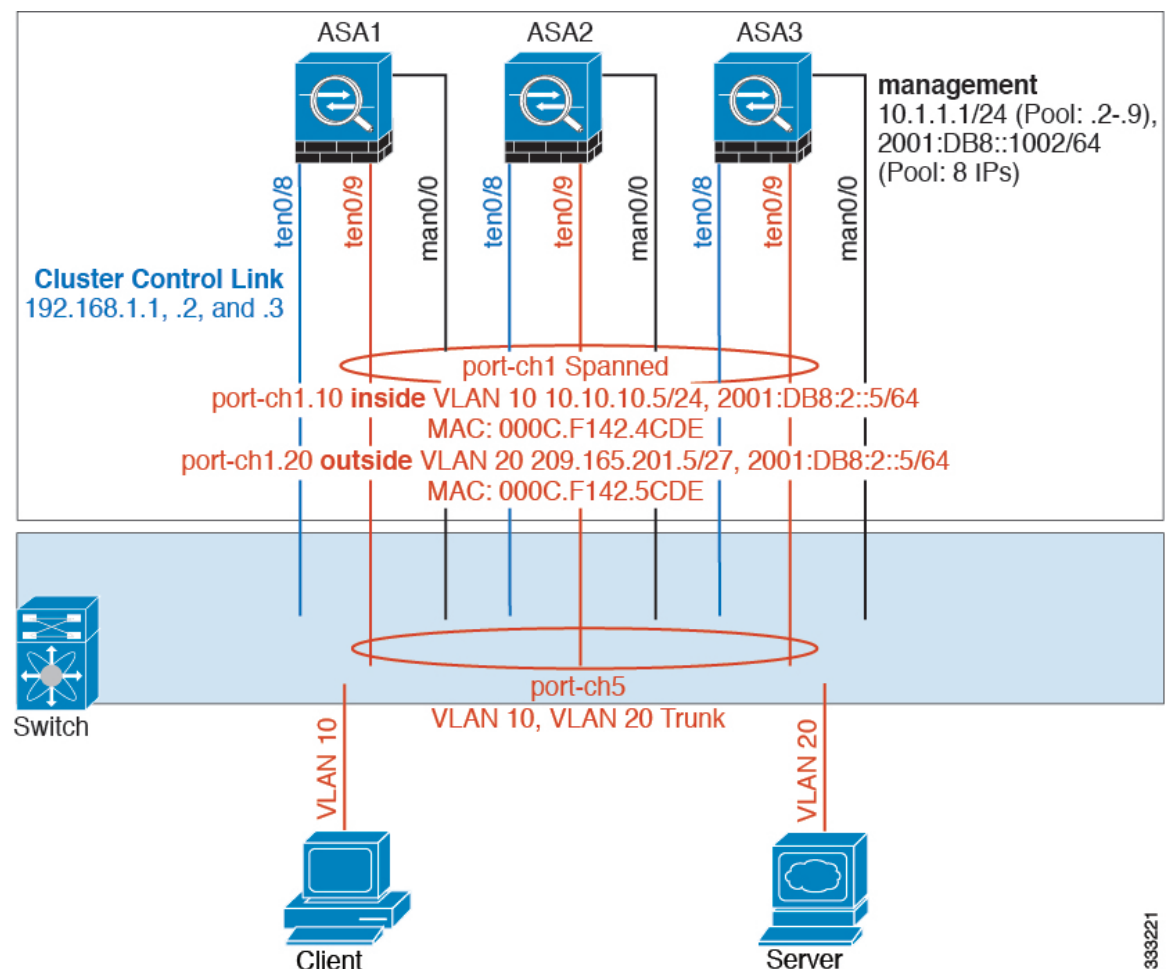 ASA1
ASA2
ASA3
management
10.1.1.1/24 (Pool: .2-.9),
2001:DB8::1002/64
(Pool: 8 IPs)
ten0/8
ten0/9
man0/0
ten0/8
ten0/9
man0/0
ten0/8
ten0/9
man0/0
Cluster Control Link
192.168.1.1, .2, and .3
port-ch1 Spanned
port-ch1.10 inside VLAN 10 10.10.10.5/24, 2001:DB8:2::5/64
MAC: 000C.F142.4CDE
port-ch1.20 outside VLAN 20 209.165.201.5/27, 2001:DB8:2::5/64
MAC: 000C.F142.5CDE
Switch
port-ch5
VLAN 10, VLAN 20 Trunk
VLAN 10
VLAN 20
Client
Server
333221